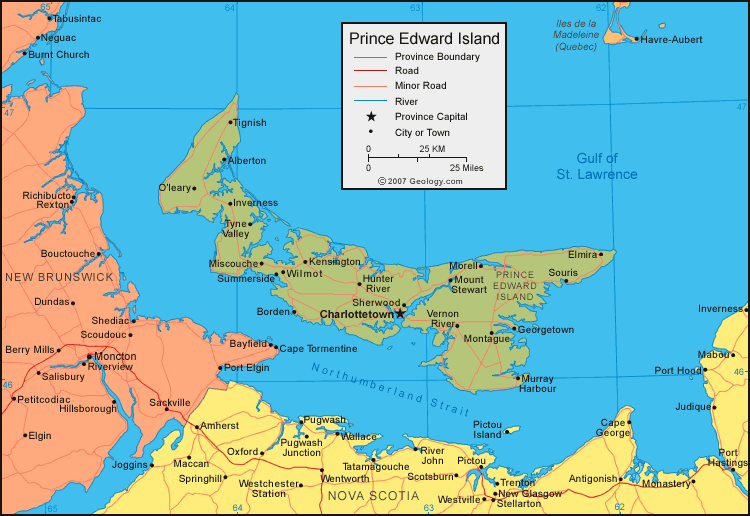 64
63
62
Tabusintac
Neguac
Burnt Church
Iles de la
Madeleine
(Quebec)
Havre-Aubert
Prince Edward Island
Province Boundary
Road
Minor Road
River
Province Capital
City or Town
0
25 KM
0
25 Miles
© 2007 Geology.com
47
47
Gulf of
St. Lawrence
Tignish
Alberton
O'leary
Inverness
Tyne
Valley
Richibucto
Rexton
Bouctouche
Miscouche
Summerside
Wilmot
Kensington
Hunter
River
Sherwood
Charlottetown
Borden
Morell
Mount
Stewart
PRINCE
EDWARD
ISLAND
Elmira
Souris
Vernon
River
Montague
Georgetown
Murray
Harbour
NEW BRUNSWICK
Dundas
Shediac
Scoudouc
Berry Mills
Moncton
Riverview
Salisbury
Bayfield
Cape Tormentine
Port Elgin
46
46
Petitcodiac
Hillsborough
Elgin
Sackville
Northumberland Strait
Inverness
Mabou
Port Hood
Judique
Port
Hastings
Pictou
Island
Cape
George
Amherst
Joggins
Maccan
Springhill
Oxford
Pugwash
Pugwash
Junction
Wallace
Westchester
Station
Wentworth
Tatamagouche
River
John
Scotsburn
Pictou
Trenton
New Glasgow
Westville
Stellarton
Antigonish
Monastery
NOVA SCOTIA
65
64
63
62